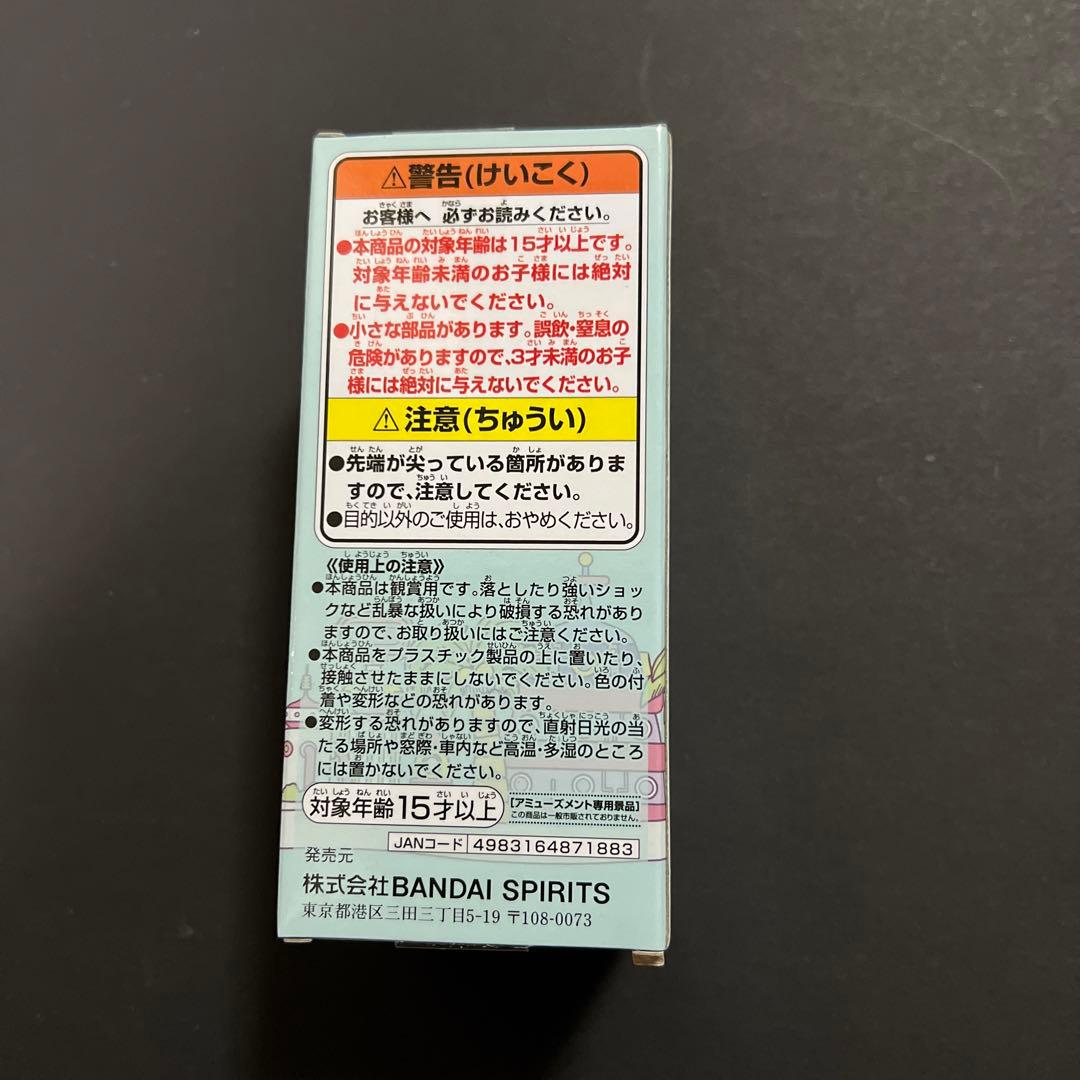 ⚠警告(けいこく)
お客様へ 必ずお読みください。
●本商品の対象年齢は15才以上です。
対象年齢未満のお子様には絶対
に与えないでください。
●小さな部品があります。誤飲・窒息の
危険がありますので、3才未満のお子
様には絶対に与えないでください。
⚠注意(ちゅうい)
●先端が尖っている箇所がありま
すので、注意してください。
●目的以外のご使用は、おやめください。
《使用上の注意》
●本商品は観賞用です。落としたり強いショッ
クなど乱暴な扱いにより破損する恐れがあり
ますので、お取り扱いにはご注意ください。
●本商品をプラスチック製品の上に置いたり、
接触させたままにしないでください。色の付
着や変形などの恐れがあります。
●変形する恐れがありますので、直射日光の当
たる場所や窓際・車内など高温・多湿のところ
には置かないでください。
対象年齢15才以上
【アミューズメント専用景品】
この商品は一般市販されておりません。
JANコード 4983164871883
発売元
株式会社BANDAI SPIRITS
東京都港区三田三丁目5-19 〒108-0073